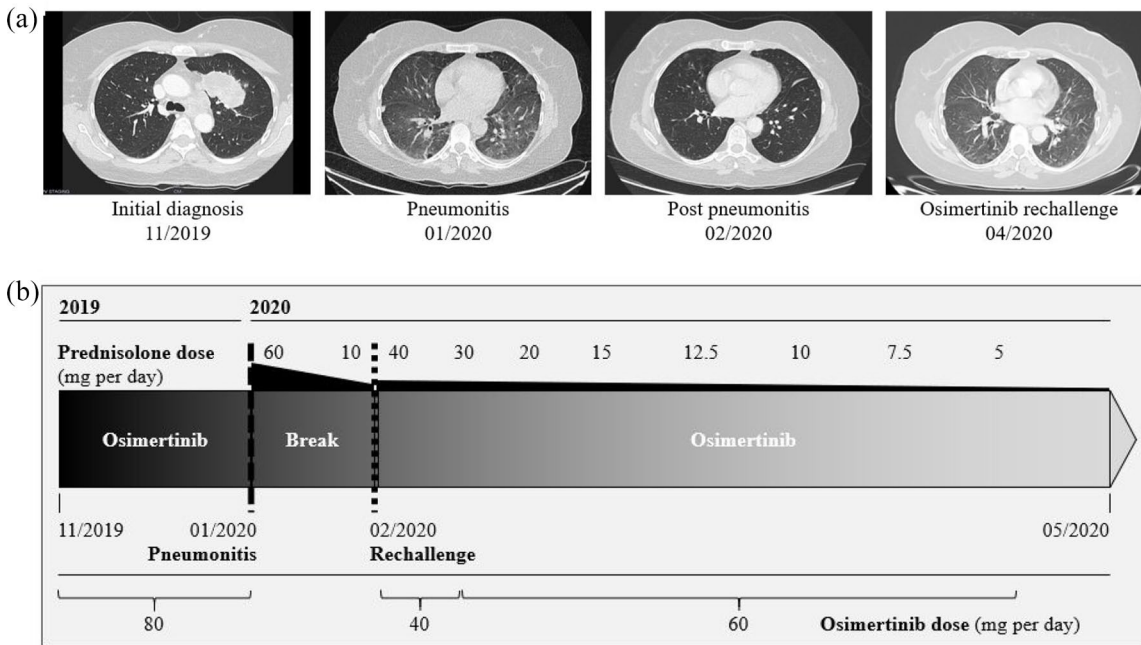 (a)
Initial diagnosis
11/2019
Pneumonitis
01/2020
Post pneumonitis
02/2020
Osimertinib rechallenge
04/2020
(b)
2019 2020
Prednisolone dose 60 10 40 30 20 15 12.5 10 7.5 5
(mg per day)
Osimertinib Break Osimertinib
11/2019 01/2020 02/2020 05/2020
Pneumonitis Rechallenge
80 40 60 Osimertinib dose (mg per day)